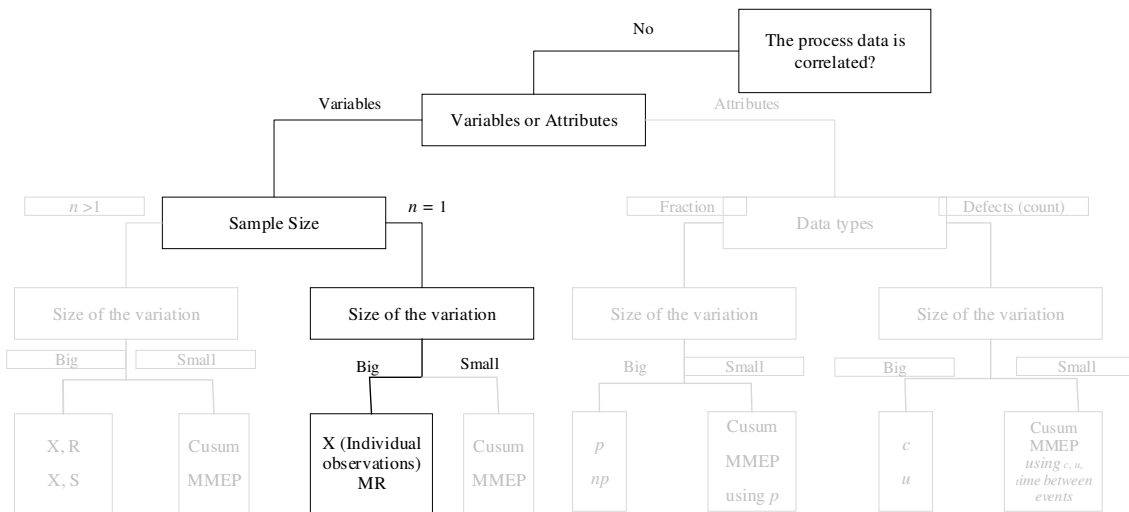 No
The process data is
correlated?
Variables
Variables or Attributes
Attributes
n >1
Sample Size
n = 1
Fraction
Data types
Defects (count)
Size of the variation
Size of the variation
Size of the variation
Size of the variation
Big
Small
Big
Small
Big
Small
Big
Small
X, R
X, S
Cusum
MMEP
X (Individual
observations)
MR
Cusum
MMEP
p
np
Cusum
MMEP
using p
c
u
Cusum
MMEP
using c, u,
time between
events